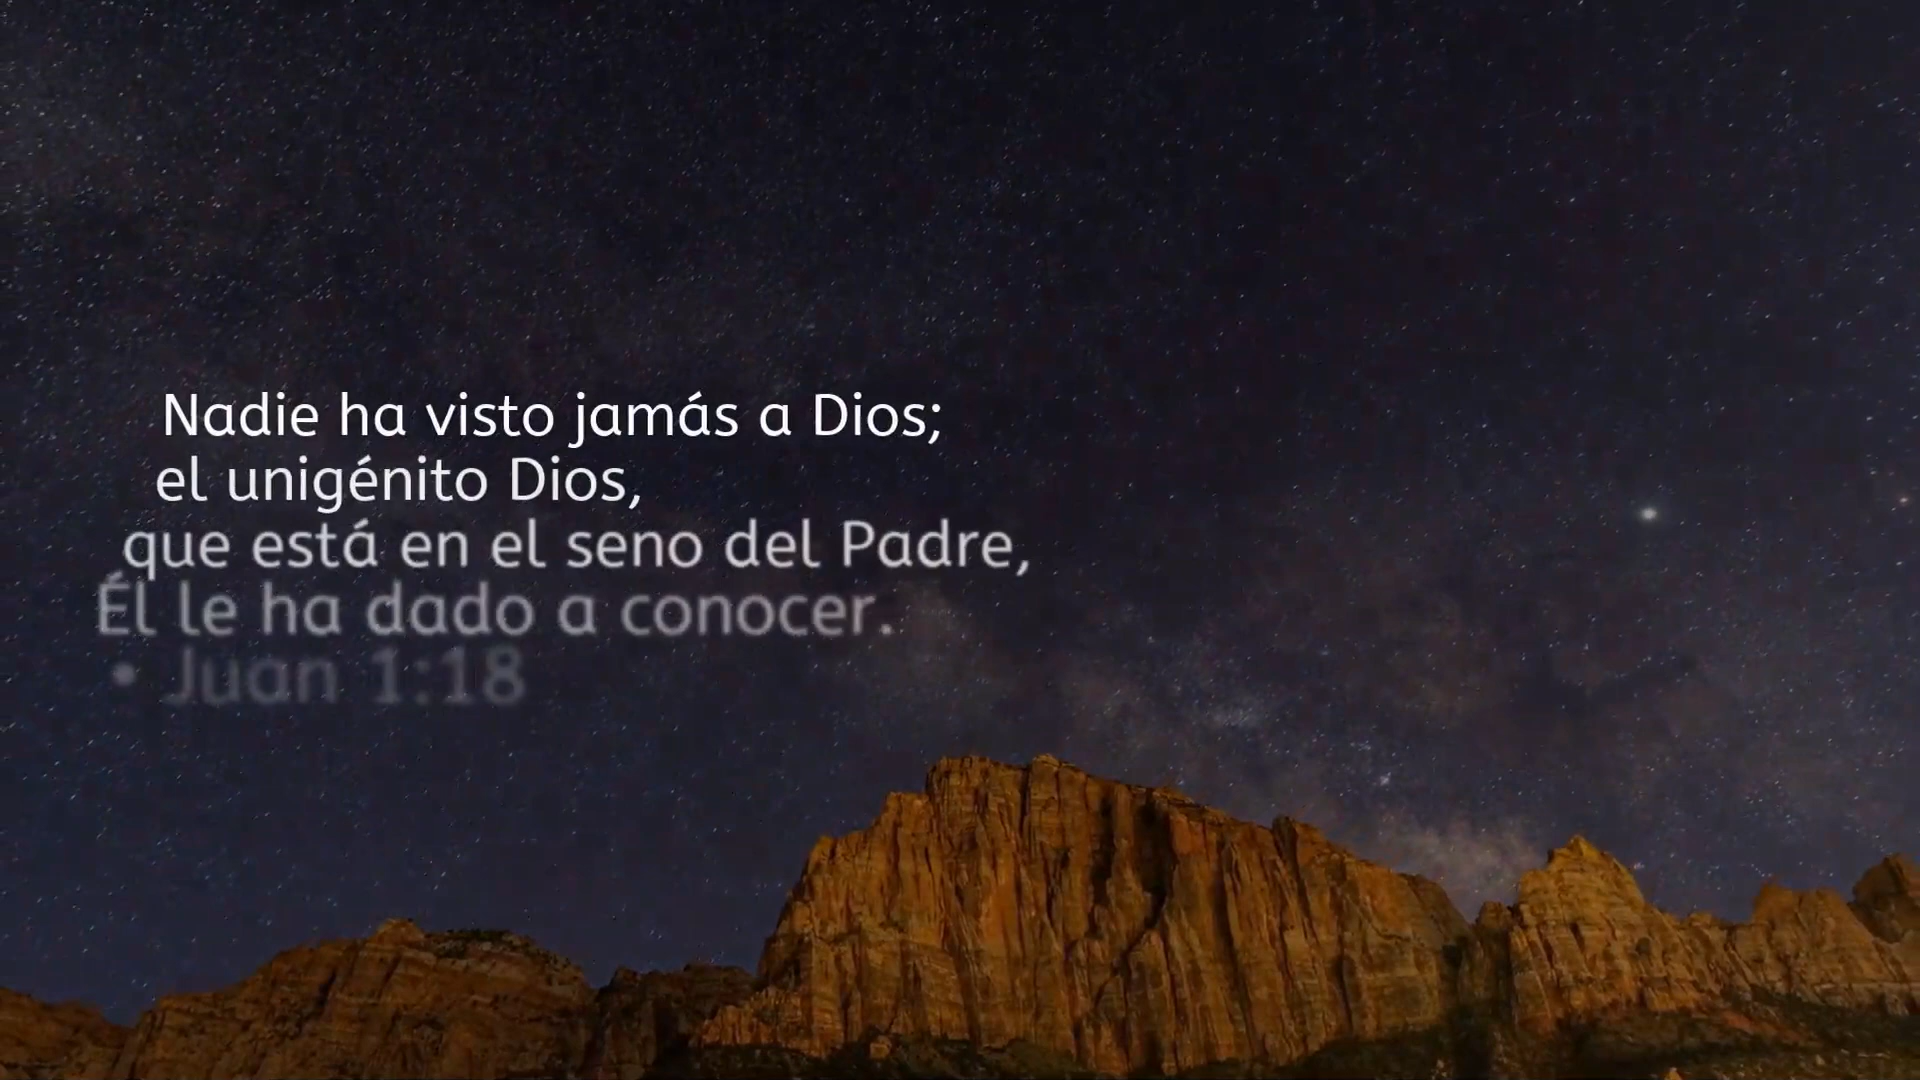 Nadie ha visto jamás a Dios;
el unigénito Dios,
que está en el seno del Padre,
Él le ha dado a conocer.
• Juan 1:18